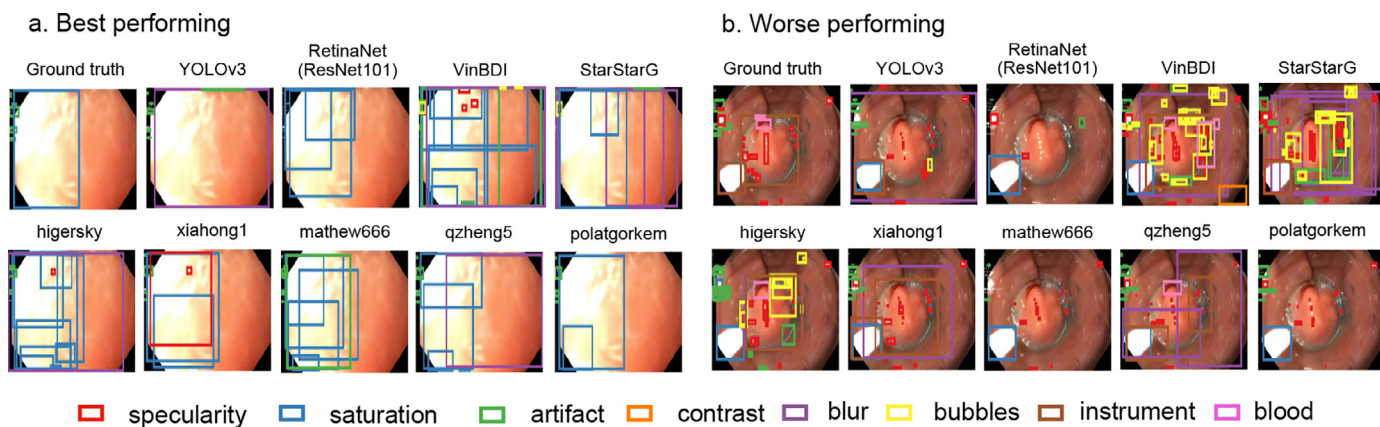 a. Best performing
b. Worse performing
Ground truth
YOLOv3
RetinaNet
(ResNet101)
VinBDI
StarStarG
Ground truth
YOLOv3
RetinaNet
(ResNet101)
VinBDI
StarStarG
higersky
xiahong1
mathew666
qzheng5
polatgorkem
higersky
xiahong1
mathew666
qzheng5
polatgorkem
specularity
saturation
artifact
contrast
blur
bubbles
instrument
blood